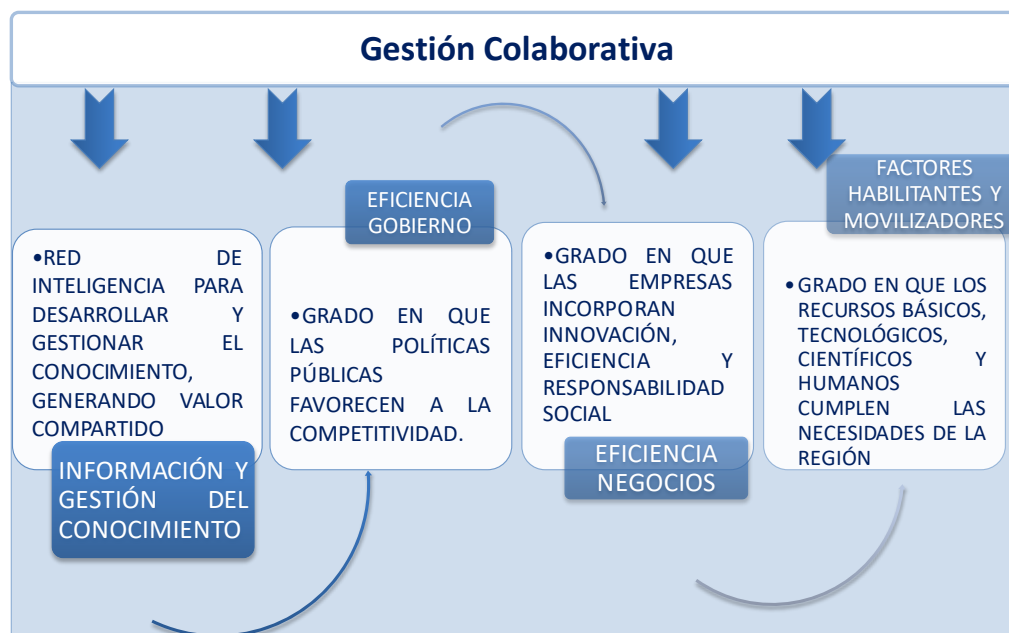 Gestión Colaborativa
•RED DE
INTELIGENCIA PARA
DESARROLLAR Y
GESTIONAR EL
CONOCIMIENTO,
GENERANDO VALOR
COMPARTIDO
INFORMACIÓN Y
GESTIÓN DEL
CONOCIMIENTO
EFICIENCIA
GOBIERNO
•GRADO EN QUE
LAS POLÍTICAS
PÚBLICAS
FAVORECEN A LA
COMPETITIVIDAD.
•GRADO EN QUE
LAS EMPRESAS
INCORPORAN
INNOVACIÓN,
EFICIENCIA Y
RESPONSABILIDAD
SOCIAL
EFICIENCIA
NEGOCIOS
FACTORES
HABILITANTES Y
MOVILIZADORES
•GRADO EN QUE LOS
RECURSOS BÁSICOS,
TECNOLÓGICOS,
CIENTÍFICOS Y
HUMANOS
CUMPLEN LAS
NECESIDADES DE LA
REGIÓN